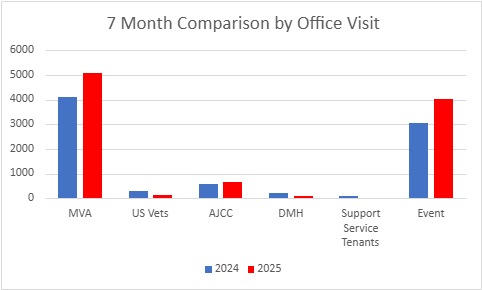 7 Month Comparison by Office Visit
6000
5000
4000
3000
2000
1000
0
MVA
US Vets
AJCC
DMH
Support
Service
Tenants
Event
2024
2025